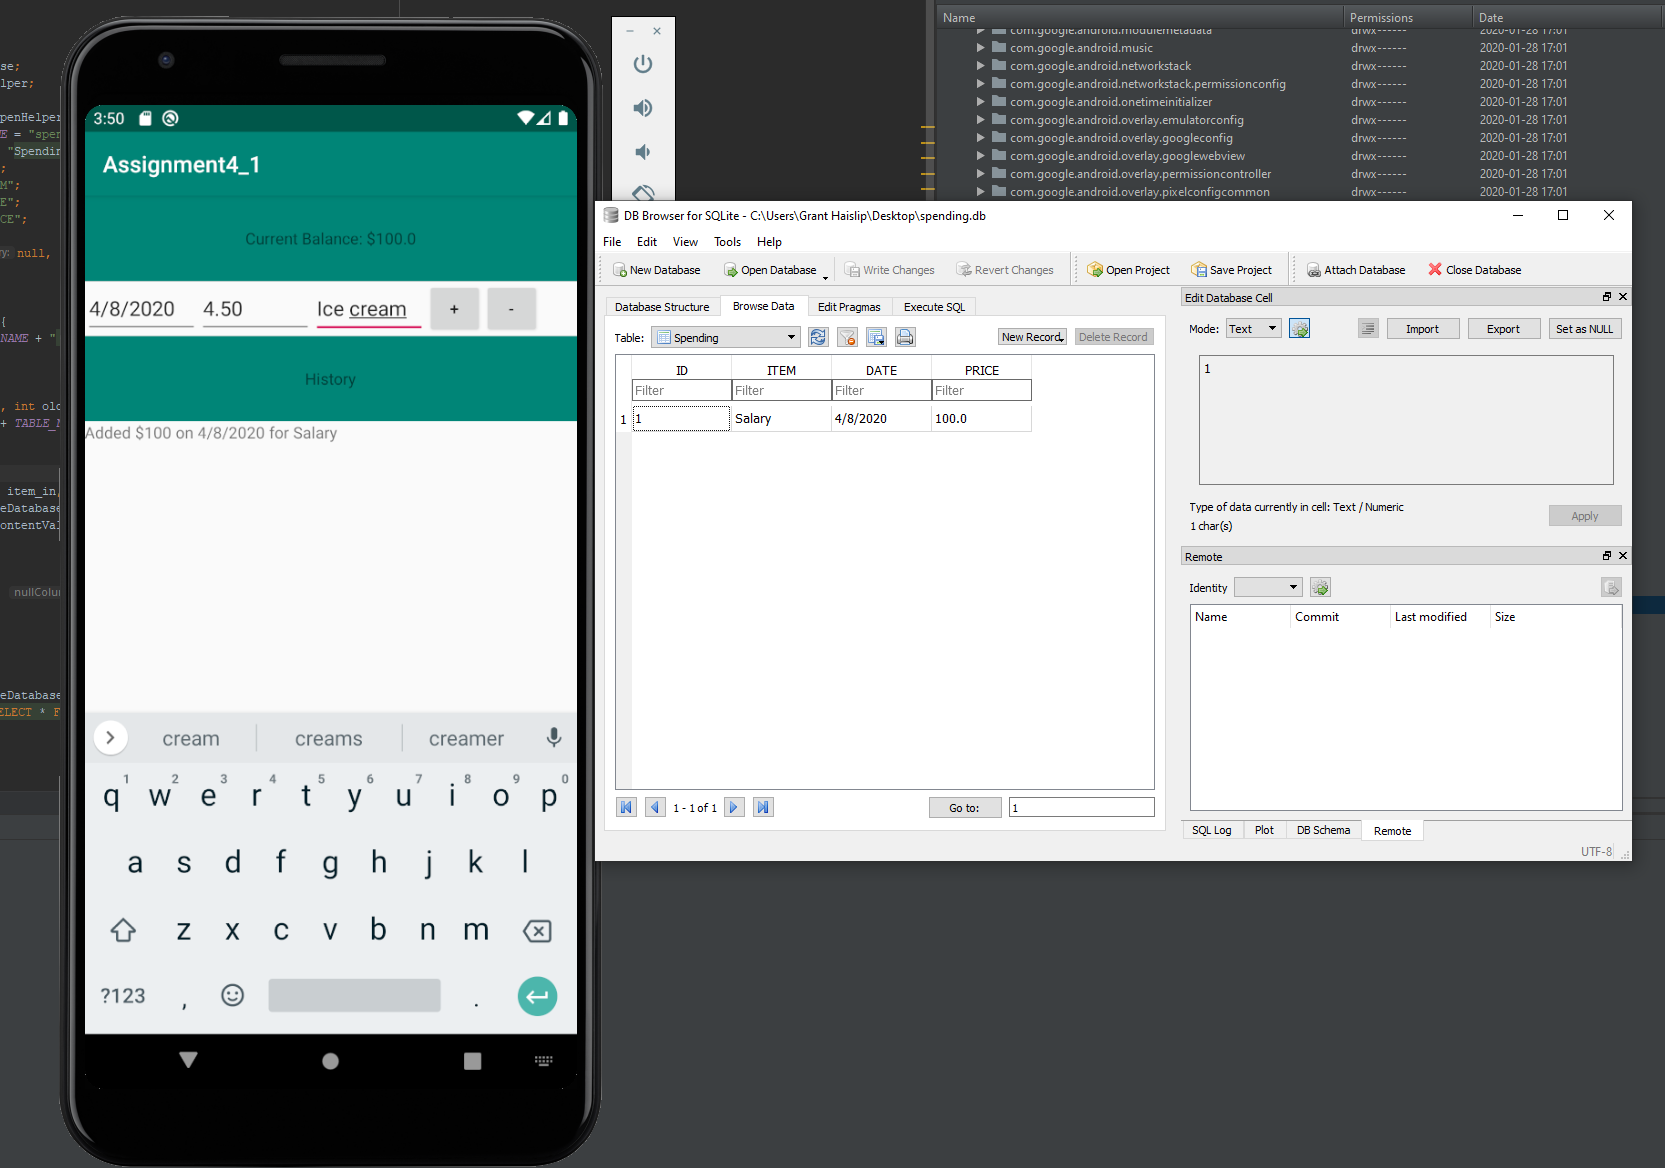 se;
lper;
penHelper
E = "spen
"Spendin
;
M";
E";
CE";
null,
{
NAME + "
, int old
+ TABLE_N
item_in,
eDatabase
ontentVal
nullColum
eDatabase
ELECT * F
3:50
Assignment4_1
Current Balance: $100.0
4/8/2020 4.50 Ice cream + -
History
Added $100 on 4/8/2020 for Salary
cream creams creamer
1 2 3 4 5 6 7 8 9 0
q w e r t y u i o p
a s d f g h j k l
z x c v b n m
?123 , .
Name Permissions Date
com.google.android.modulemetadata drwx------ 2020-01-28 17:01
com.google.android.music drwx------ 2020-01-28 17:01
com.google.android.networkstack drwx------ 2020-01-28 17:01
com.google.android.networkstack.permissionconfig drwx------ 2020-01-28 17:01
com.google.android.onetimeinitializer drwx------ 2020-01-28 17:01
com.google.android.overlay.emulatorconfig drwx------ 2020-01-28 17:01
com.google.android.overlay.googleconfig drwx------ 2020-01-28 17:01
com.google.android.overlay.googlewebview drwx------ 2020-01-28 17:01
com.google.android.overlay.permissioncontroller drwx------ 2020-01-28 17:01
com.google.android.overlay.pixelconfigcommon drwx------ 2020-01-28 17:01
DB Browser for SQLite - C:\Users\Grant Haislip\Desktop\spending.db
File Edit View Tools Help
New Database Open Database Write Changes Revert Changes Open Project Save Project Attach Database Close Database
Database Structure Browse Data Edit Pragmas Execute SQL
Table: Spending New Record Delete Record
ID ITEM DATE PRICE
Filter Filter Filter Filter
1 1 Salary 4/8/2020 100.0
1 - 1 of 1 Go to: 1
Edit Database Cell
Mode: Text Import Export Set as NULL
1
Type of data currently in cell: Text / Numeric
1 char(s)
Apply
Remote
Identity
Name Commit Last modified Size
SQL Log Plot DB Schema Remote
UTF-8